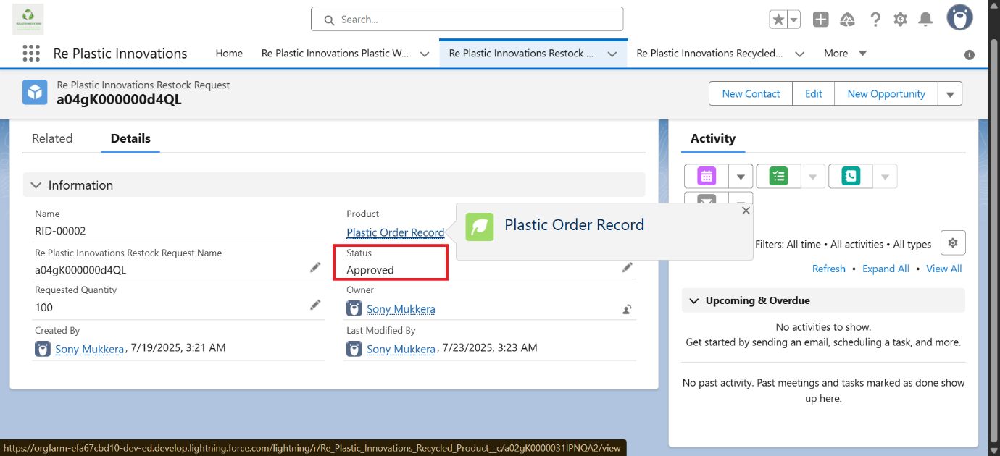 Search...
Re Plastic Innovations
Home
Re Plastic Innovations Plastic W...
Re Plastic Innovations Restock ...
Re Plastic Innovations Recycled...
More
Re Plastic Innovations Restock Request
a04gK000000d4QL
New Contact
Edit
New Opportunity
Related
Details
Information
Name
RID-00002
Product
Plastic Order Record
Re Plastic Innovations Restock Request Name
a04gK000000d4QL
Status
Approved
Requested Quantity
100
Owner
Sony Mukkera
Created By
Sony Mukkera, 7/19/2025, 3:21 AM
Last Modified By
Sony Mukkera, 7/23/2025, 3:23 AM
Plastic Order Record
Activity
Filters: All time • All activities • All types
Refresh • Expand All • View All
Upcoming & Overdue
No activities to show.
Get started by sending an email, scheduling a task, and more.
No past activity. Past meetings and tasks marked as done show
up here.
https://orgfarm-efa67cbd10-dev-ed.develop.lightning.force.com/lightning/r/Re_Plastic_Innovations_Recycled_Product__c/a02gK0000031IPNQA2/view